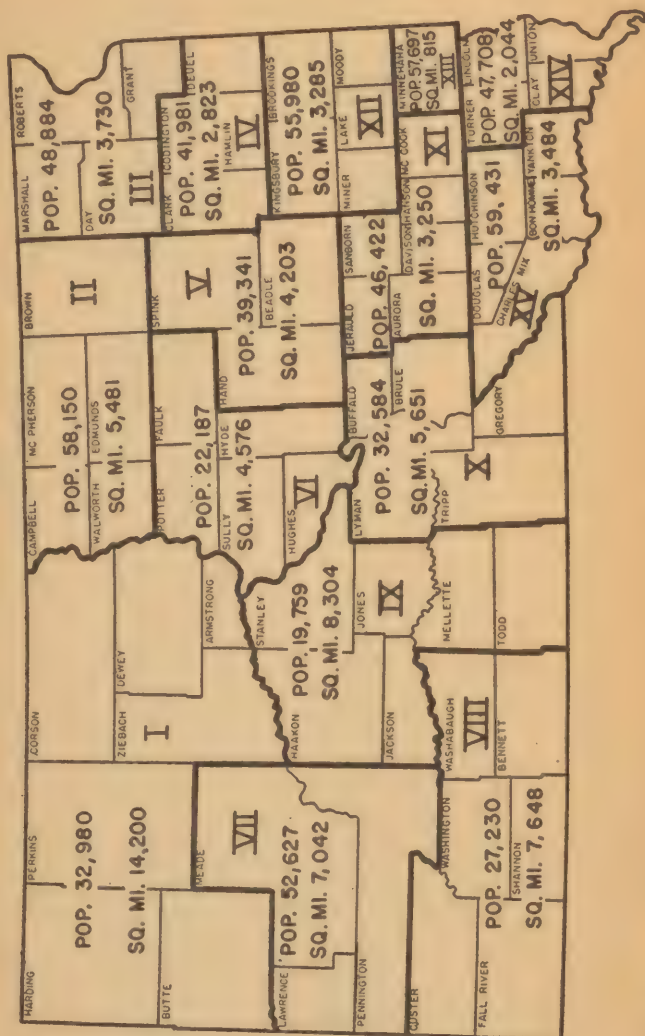 HARDING
PERKINS
POP. 32,980
SQ. MI. 14,200
BUTTE
CORSON
ZIEBACH
DEWEY
I
ARMSTRONG
CAMPBELL
MC PHERSON
BROWN
POP. 58,150
WALWORTH
EDMUNDS
SQ. MI. 5,481
II
MARSHALL
ROBERTS
POP. 48,884
DAY
SQ. MI. 3,730
GRANT
III
CLARK
CODINGTON
DEUEL
POP. 41,981
SQ. MI. 2,823
HAMLIN
IV
POTTER
FAULK
POP. 22,187
SULLY
HYDE
SQ. MI. 4,576
HUGHES
VI
SPINK
V
POP. 39,341
HAND
BEADLE
SQ. MI. 4,203
KINGSBURY
BROOKINGS
POP. 55,980
SQ. MI. 3,285
MINER
LAKE
MOODY
XII
MEADE
VII
LAWRENCE
POP. 52,627
SQ. MI. 7,042
PENNINGTON
HAAKON
STANLEY
POP. 19,759
SQ. MI. 8,304
JACKSON
JONES
IX
MELLETTE
TODD
LYMAN
BUFFALO
POP. 32,584
BRULE
SQ. MI. 5,651
TRIPP
GREGORY
X
JERAULD
SANBORN
POP. 46,422
AURORA
DAVISON
HANSON
MC COOK
SQ. MI. 3,250
XI
MINNEHAHA
POP. 57,697
SQ. MI. 815
XIII
CUSTER
WASHINGTON
FALL RIVER
POP. 27,230
SHANNON
SQ. MI. 7,648
WASHABAUGH
VIII
BENNETT
DOUGLAS
HUTCHINSON
POP. 59,431
CHARLES MIX
BON HOMME
YANKTON
SQ. MI. 3,484
XV
TURNER
LINCOLN
POP. 47,708
SQ. MI. 2,044
CLAY
UNION
XIV